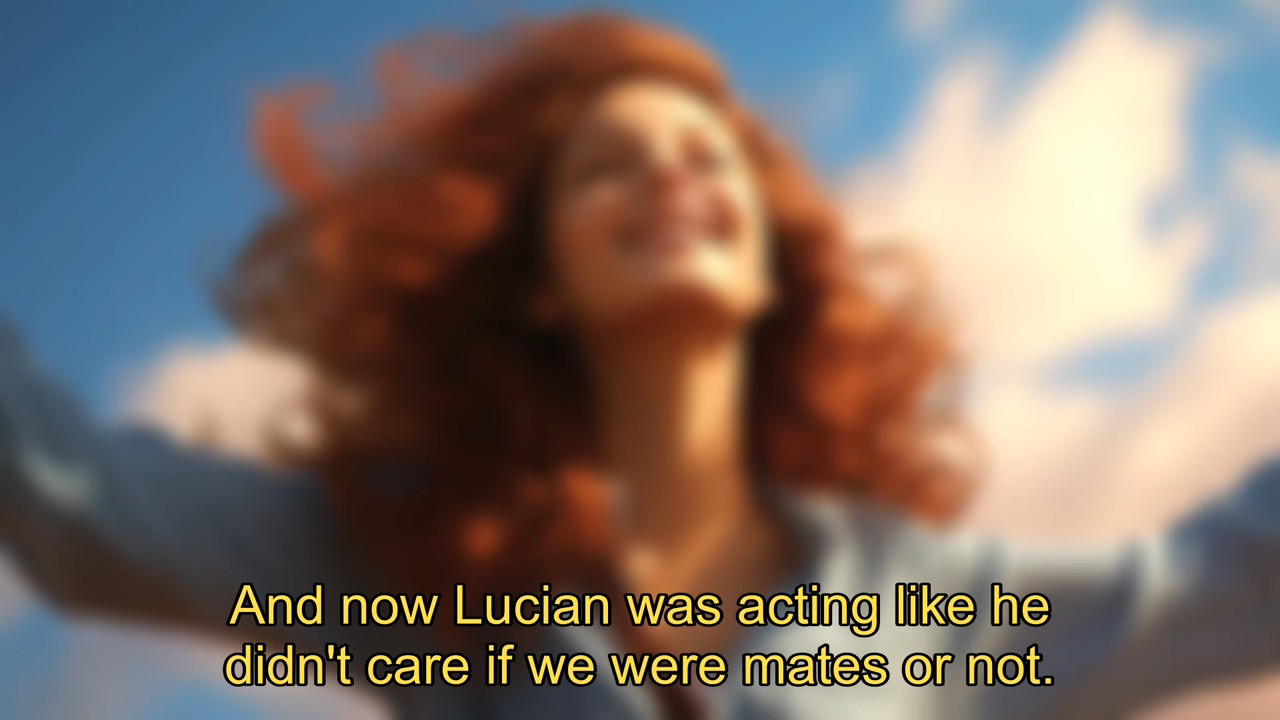 And now Lucian was acting like he
didn't care if we were mates or not.